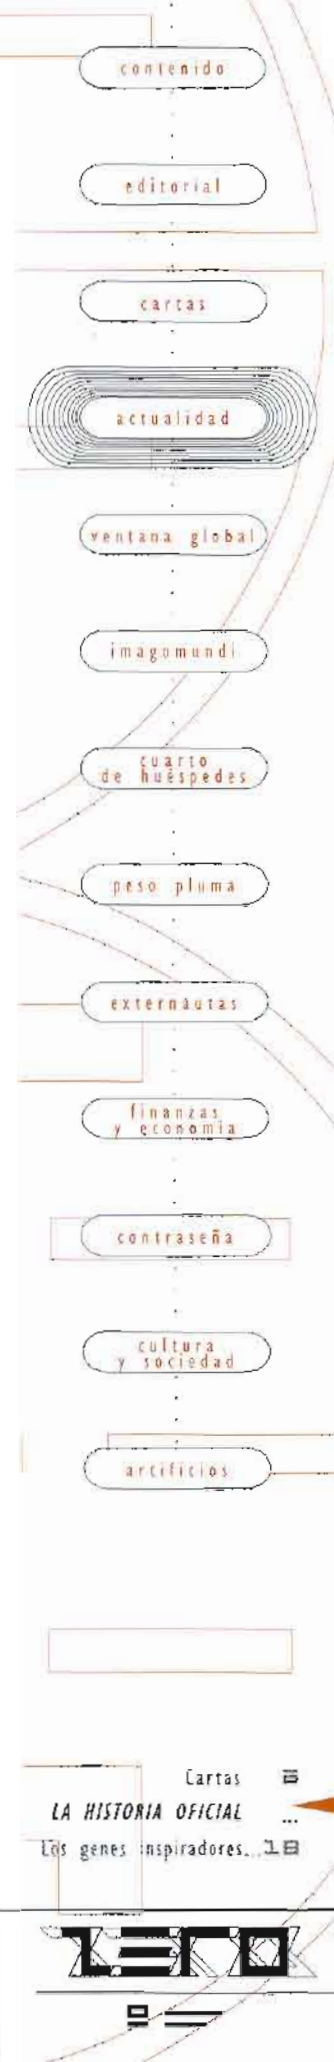 contenido
editorial
cartas
actualidad
ventana global
imagomundi
cuarto
de huéspedes
peso pluma
externautas
finanzas
y economía
contraseña
cultura
y sociedad
artificios
Cartas
LA HISTORIA OFICIAL ...
Los genes inspiradores... 18